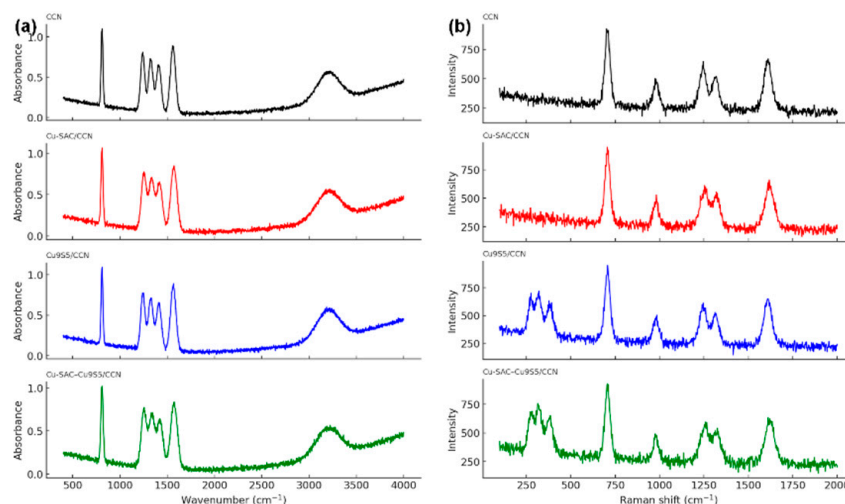 (a)
CCN
Absorbance
1.0
0.5
0.0
Cu-SAC/CCN
Absorbance
1.0
0.5
0.0
Cu9S5/CCN
Absorbance
1.0
0.5
0.0
Cu-SAC–Cu9S5/CCN
Absorbance
1.0
0.5
0.0
500 1000 1500 2000 2500 3000 3500 4000
Wavenumber (cm⁻¹)
(b)
CCN
Intensity
750
500
250
Cu-SAC/CCN
Intensity
750
500
250
Cu9S5/CCN
Intensity
750
500
250
Cu-SAC–Cu9S5/CCN
Intensity
750
500
250
250 500 750 1000 1250 1500 1750 2000
Raman shift (cm⁻¹)